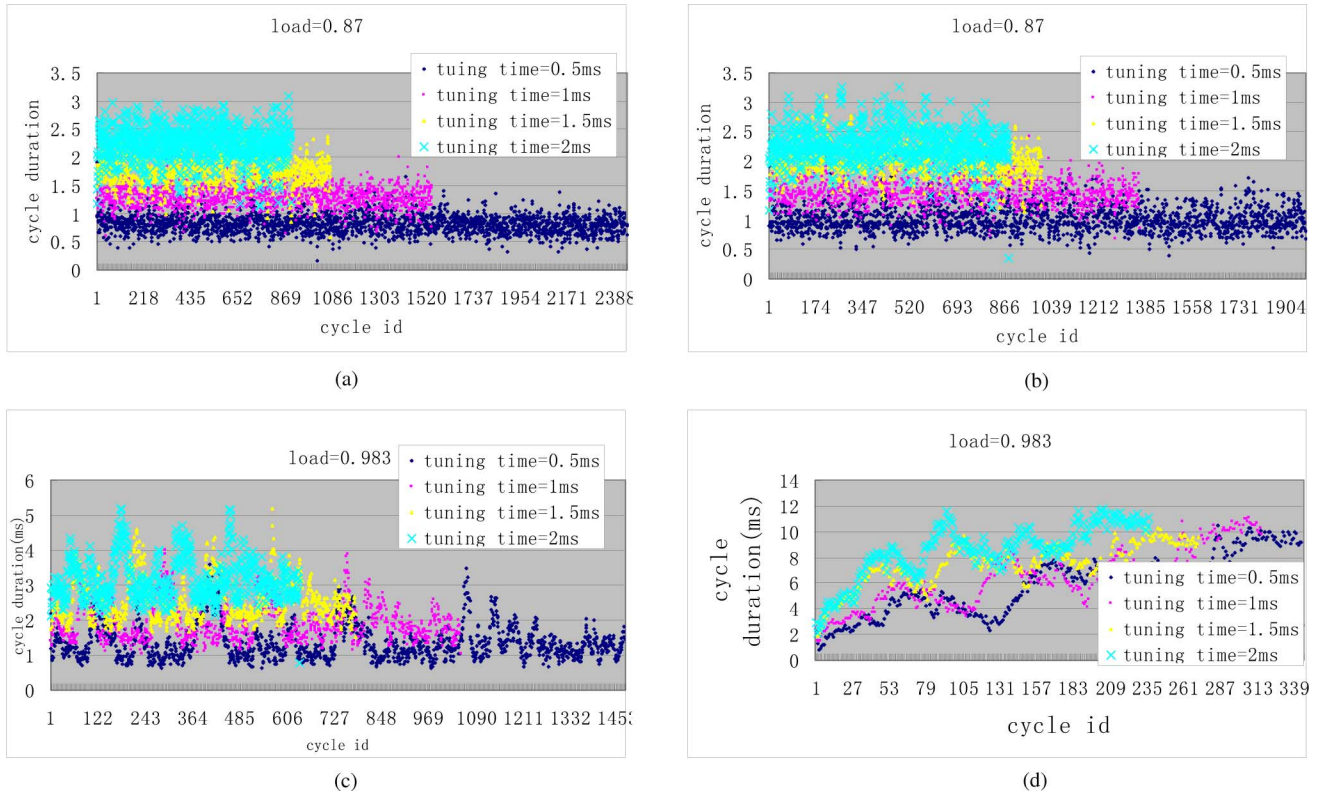 load=0.87
tuing time=0.5ms
tuning time=1ms
tuning time=1.5ms
tuning time=2ms
cycle duration
3.5
3
2.5
2
1.5
1
0.5
0
1 218 435 652 869 1086 1303 1520 1737 1954 2171 2388
cycle id
(a)
load=0.87
tuning time=0.5ms
tuning time=1ms
tuning time=1.5ms
tuning time=2ms
cycle duration
3.5
3
2.5
2
1.5
1
0.5
0
1 174 347 520 693 866 1039 1212 1385 1558 1731 1904
cycle id
(b)
load=0.983
tuning time=0.5ms
tuning time=1ms
tuning time=1.5ms
tuning time=2ms
cycle duration(ms)
6
5
4
3
2
1
0
1 122 243 364 485 606 727 848 969 1090 1211 1332 1453
cycle id
(c)
load=0.983
tuning time=0.5ms
tuning time=1ms
tuning time=1.5ms
tuning time=2ms
cycle
duration(ms)
14
12
10
8
6
4
2
0
1 27 53 79 105 131 157 183 209 235 261 287 313 339
cycle id
(d)